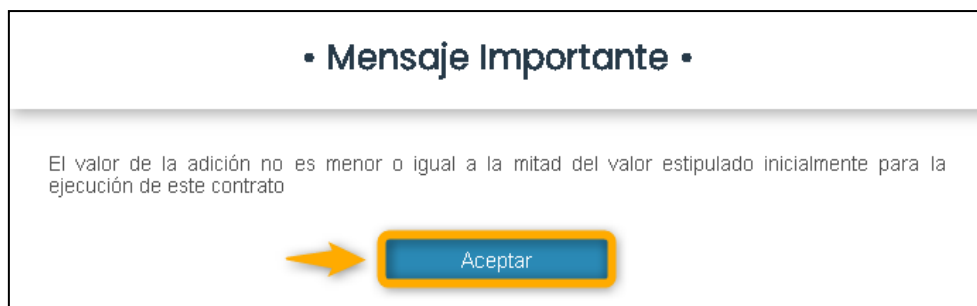 • Mensaje Importante •
El valor de la adición no es menor o igual a la mitad del valor estipulado inicialmente para la
ejecución de este contrato
Aceptar